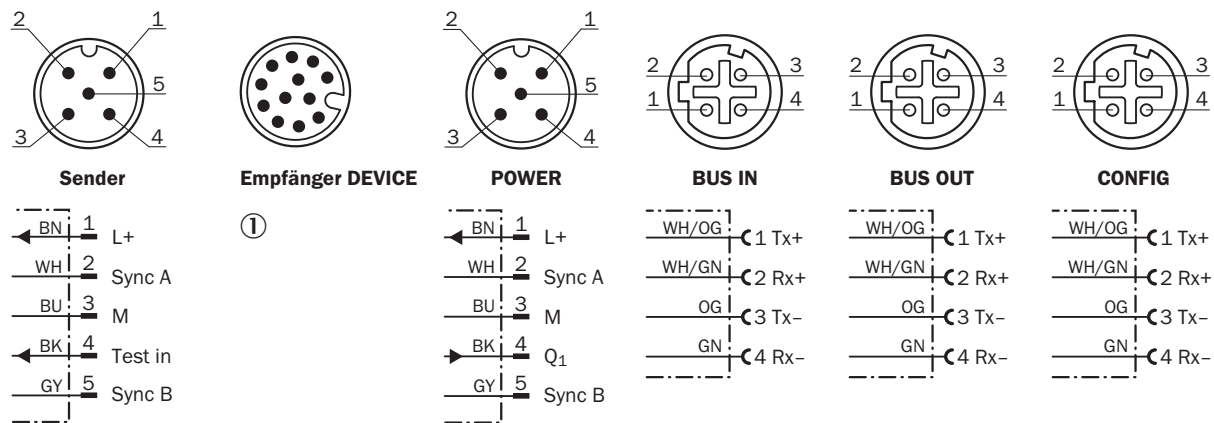 2 1 2 1
5 5 2 3 2 3 2 3
1 4 1 4 1 4
3 4 3 4
Sender Empfänger DEVICE POWER BUS IN BUS OUT CONFIG
①
BN 1 L+
WH 2 Sync A
BU 3 M
BK 4 Test in
GY 5 Sync B
BN 1 L+
WH 2 Sync A
BU 3 M
BK 4 Q₁
GY 5 Sync B
WH/OG 1 Tx+
WH/GN 2 Rx+
OG 3 Tx–
GN 4 Rx–
WH/OG 1 Tx+
WH/GN 2 Rx+
OG 3 Tx–
GN 4 Rx–
WH/OG 1 Tx+
WH/GN 2 Rx+
OG 3 Tx–
GN 4 Rx–